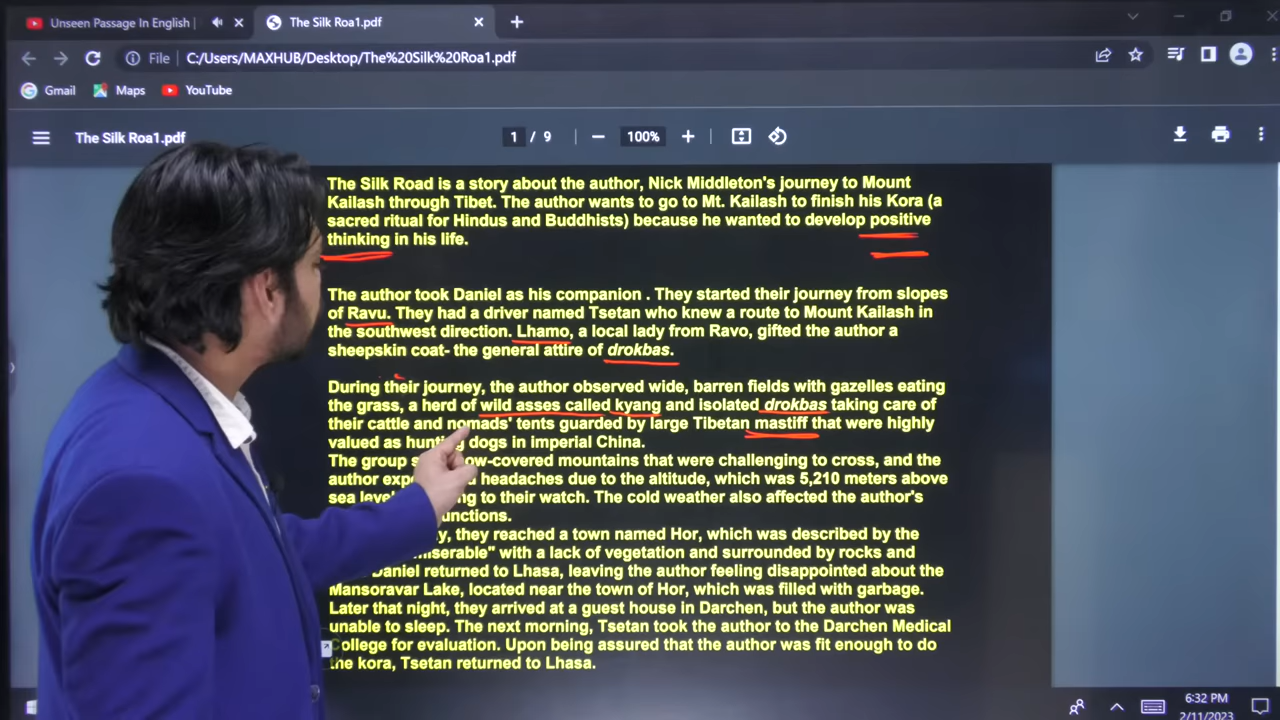 Unseen Passage In English
The Silk Roa1.pdf
File
C:/Users/MAXHUB/Desktop/The%20Silk%20Roa1.pdf
Gmail
Maps
YouTube
The Silk Roa1.pdf
1 / 9
100%
The Silk Road is a story about the author, Nick Middleton's journey to Mount
Kailash through Tibet. The author wants to go to Mt. Kailash to finish his Kora (a
sacred ritual for Hindus and Buddhists) because he wanted to develop positive
thinking in his life.
The author took Daniel as his companion . They started their journey from slopes
of Ravu. They had a driver named Tsetan who knew a route to Mount Kailash in
the southwest direction. Lhamo, a local lady from Ravo, gifted the author a
sheepskin coat- the general attire of drokbas.
During their journey, the author observed wide, barren fields with gazelles eating
the grass, a herd of wild asses called kyang and isolated drokbas taking care of
their cattle and nomads' tents guarded by large Tibetan mastiff that were highly
valued as hunting dogs in imperial China.
The group ow-covered mountains that were challenging to cross, and the
author headaches due to the altitude, which was 5,210 meters above
sea to their watch. The cold weather also affected the author's
unctions.
they reached a town named Hor, which was described by the
miserable" with a lack of vegetation and surrounded by rocks and
Daniel returned to Lhasa, leaving the author feeling disappointed about the
Mansoravar Lake, located near the town of Hor, which was filled with garbage.
Later that night, they arrived at a guest house in Darchen, but the author was
unable to sleep. The next morning, Tsetan took the author to the Darchen Medical
College for evaluation. Upon being assured that the author was fit enough to do
the kora, Tsetan returned to Lhasa.
6:32 PM
2/11/2023